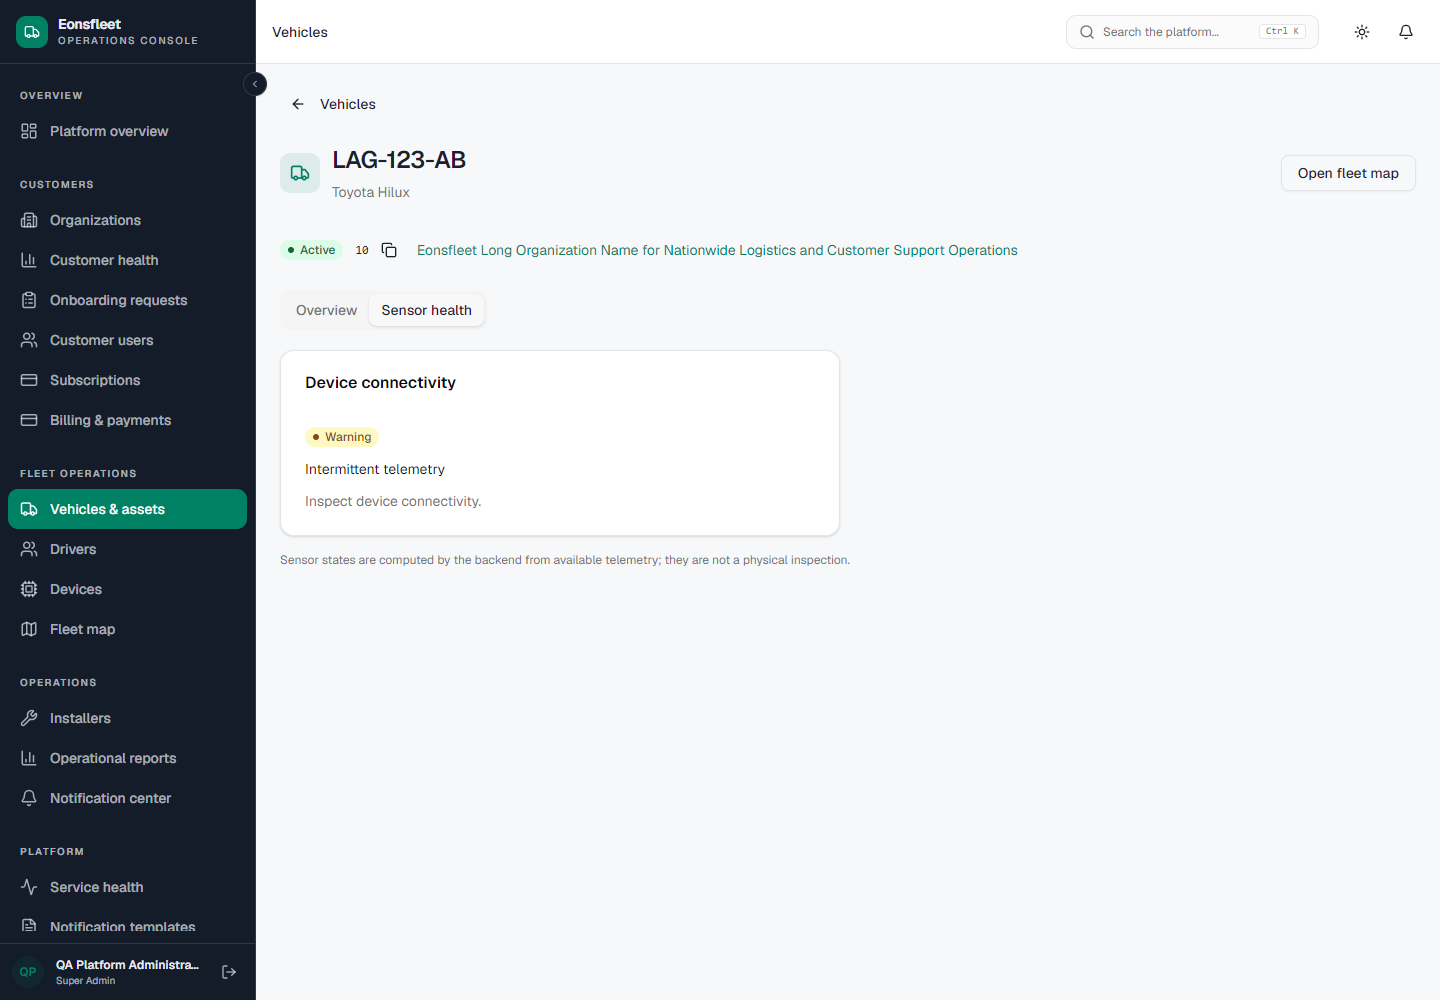 Eonsfleet
OPERATIONS CONSOLE
OVERVIEW
Platform overview
CUSTOMERS
Organizations
Customer health
Onboarding requests
Customer users
Subscriptions
Billing & payments
FLEET OPERATIONS
Vehicles & assets
Drivers
Devices
Fleet map
OPERATIONS
Installers
Operational reports
Notification center
PLATFORM
Service health
Notification templates
QP
QA Platform Administra...
Super Admin
Vehicles
Search the platform...
Ctrl K
Vehicles
LAG-123-AB
Toyota Hilux
Open fleet map
Active
10
Eonsfleet Long Organization Name for Nationwide Logistics and Customer Support Operations
Overview
Sensor health
Device connectivity
Warning
Intermittent telemetry
Inspect device connectivity.
Sensor states are computed by the backend from available telemetry; they are not a physical inspection.